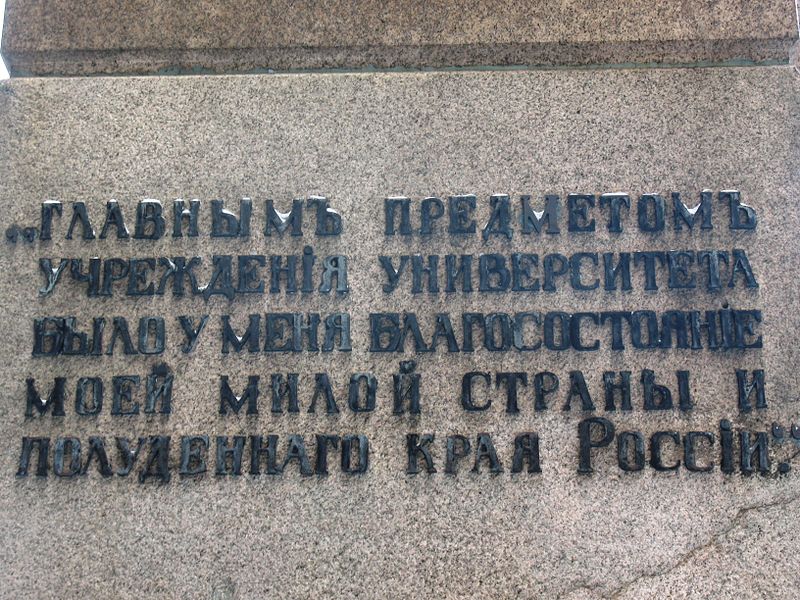 „ГЛАВНЫМЪ ПРЕДМЕТОМЪ
УЧРЕЖДЕНІЯ УНИВЕРСИТЕТА
БЫЛО У МЕНЯ БЛАГОСОСТОЯНІЕ
МОЕЙ МИЛОЙ СТРАНЫ И
ПОЛУДЕННАГО КРАЯ РОССІИ."